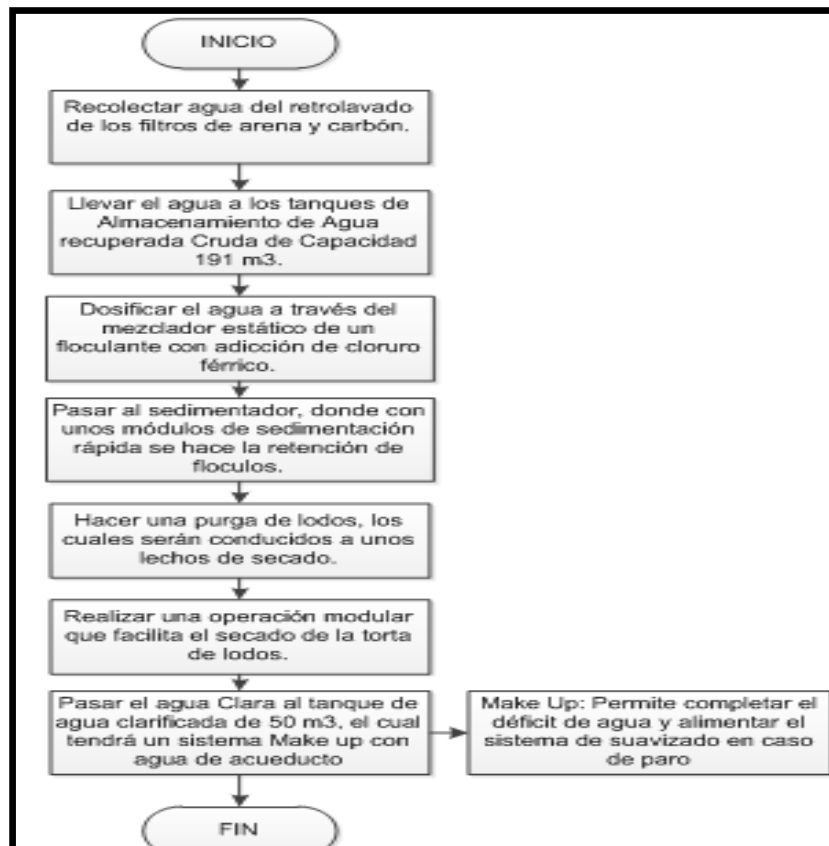 INICIO
Recolectar agua del retrolavado
de los filtros de arena y carbón.
Llevar el agua a los tanques de
Almacenamiento de Agua
recuperada Cruda de Capacidad
191 m3.
Dosificar el agua a través del
mezclador estático de un
floculante con adicción de cloruro
férrico.
Pasar al sedimentador, donde con
unos módulos de sedimentación
rápida se hace la retención de
floculos.
Hacer una purga de lodos, los
cuales serán conducidos a unos
lechos de secado.
Realizar una operación modular
que facilita el secado de la torta
de lodos.
Pasar el agua Clara al tanque de
agua clarificada de 50 m3, el cual
tendrá un sistema Make up con
agua de acueducto
Make Up: Permite completar el
déficit de agua y alimentar el
sistema de suavizado en caso
de paro
FIN